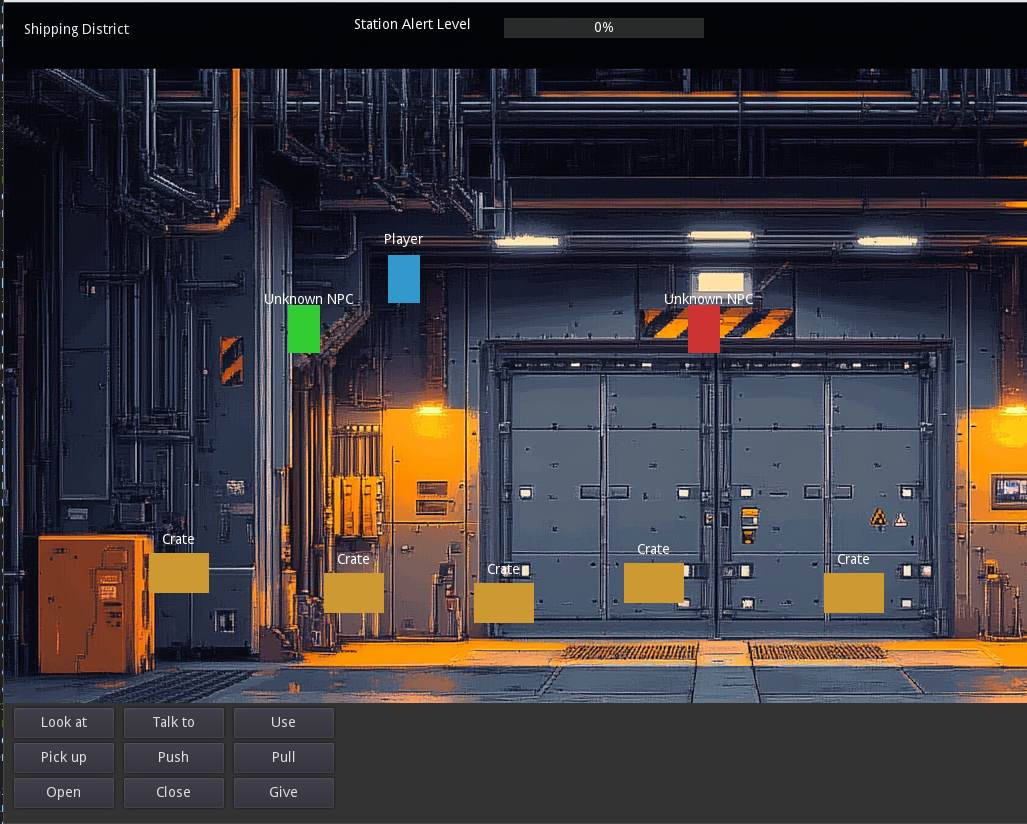 Shipping District
Station Alert Level
0%
Player
Unknown NPC
Unknown NPC
Crate
Crate
Crate
Crate
Crate
Look at
Talk to
Use
Pick up
Push
Pull
Open
Close
Give